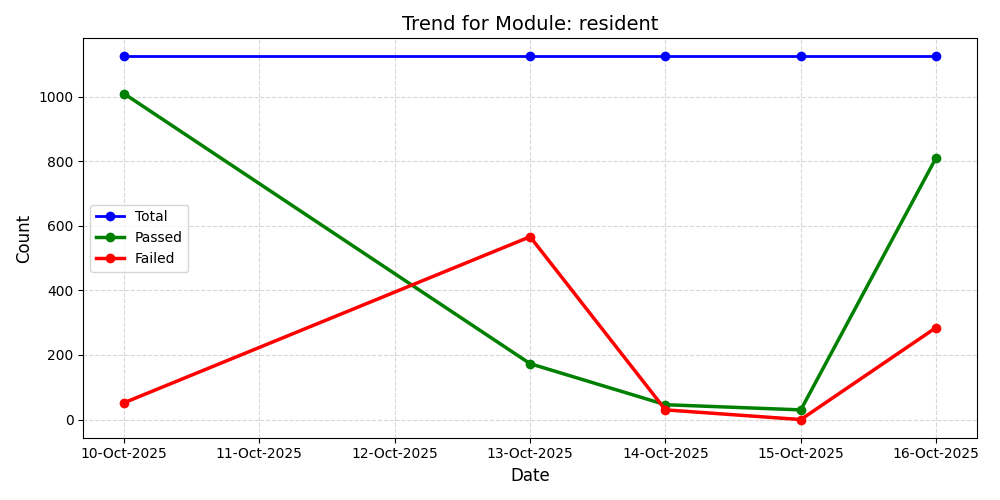 Trend for Module: resident
Count
1000
800
600
400
200
0
Total
Passed
Failed
10-Oct-2025
11-Oct-2025
12-Oct-2025
13-Oct-2025
14-Oct-2025
15-Oct-2025
16-Oct-2025
Date